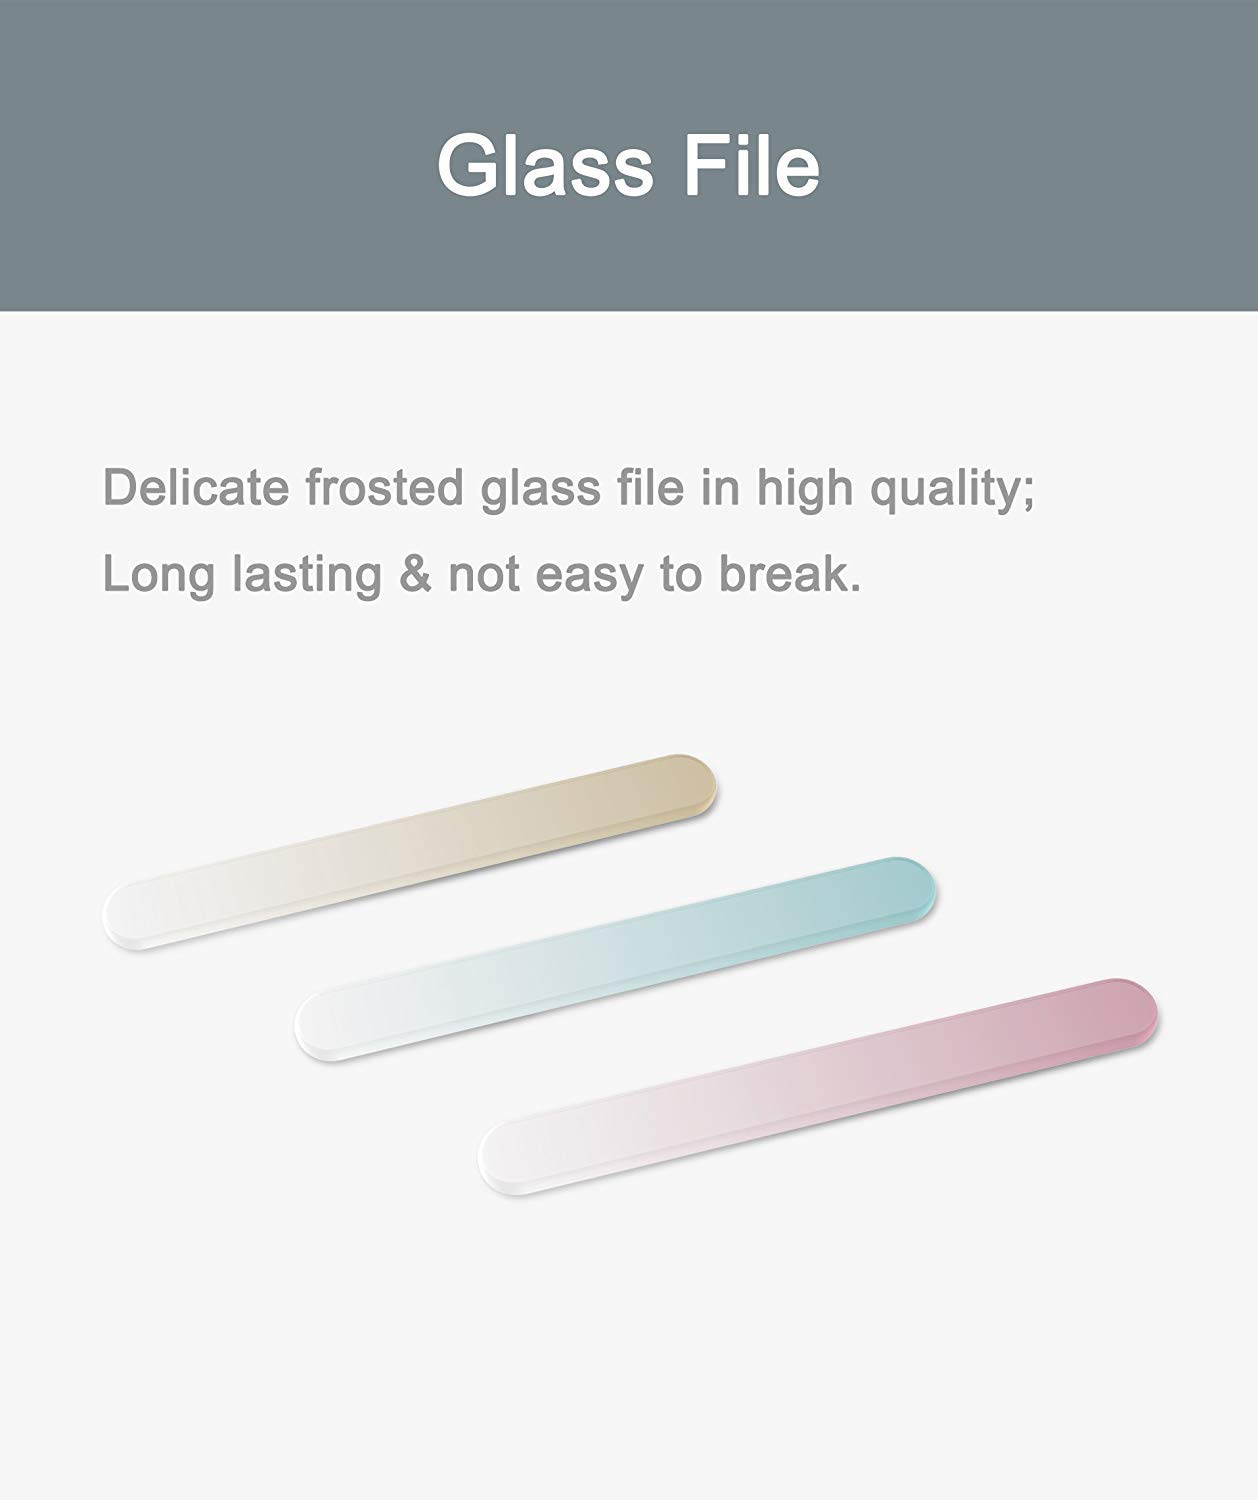 Glass File
Delicate frosted glass file in high quality;
Long lasting & not easy to break.